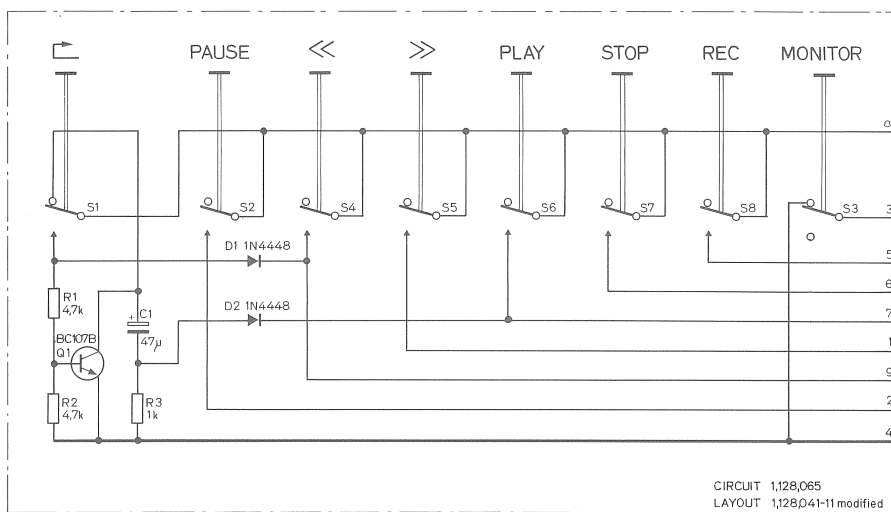 PAUSE << >> PLAY STOP REC MONITOR
S1 S2 S4 S5 S6 S7 S8 S3 3
D1 1N4448
5
6
R1
4,7k
D2 1N4448
+ C1
47µ
7
BC107B
Q1
1
9
R2
4,7k
R3
1k
2
4
CIRCUIT 1,128,065
LAYOUT 1,128,041-11 modified